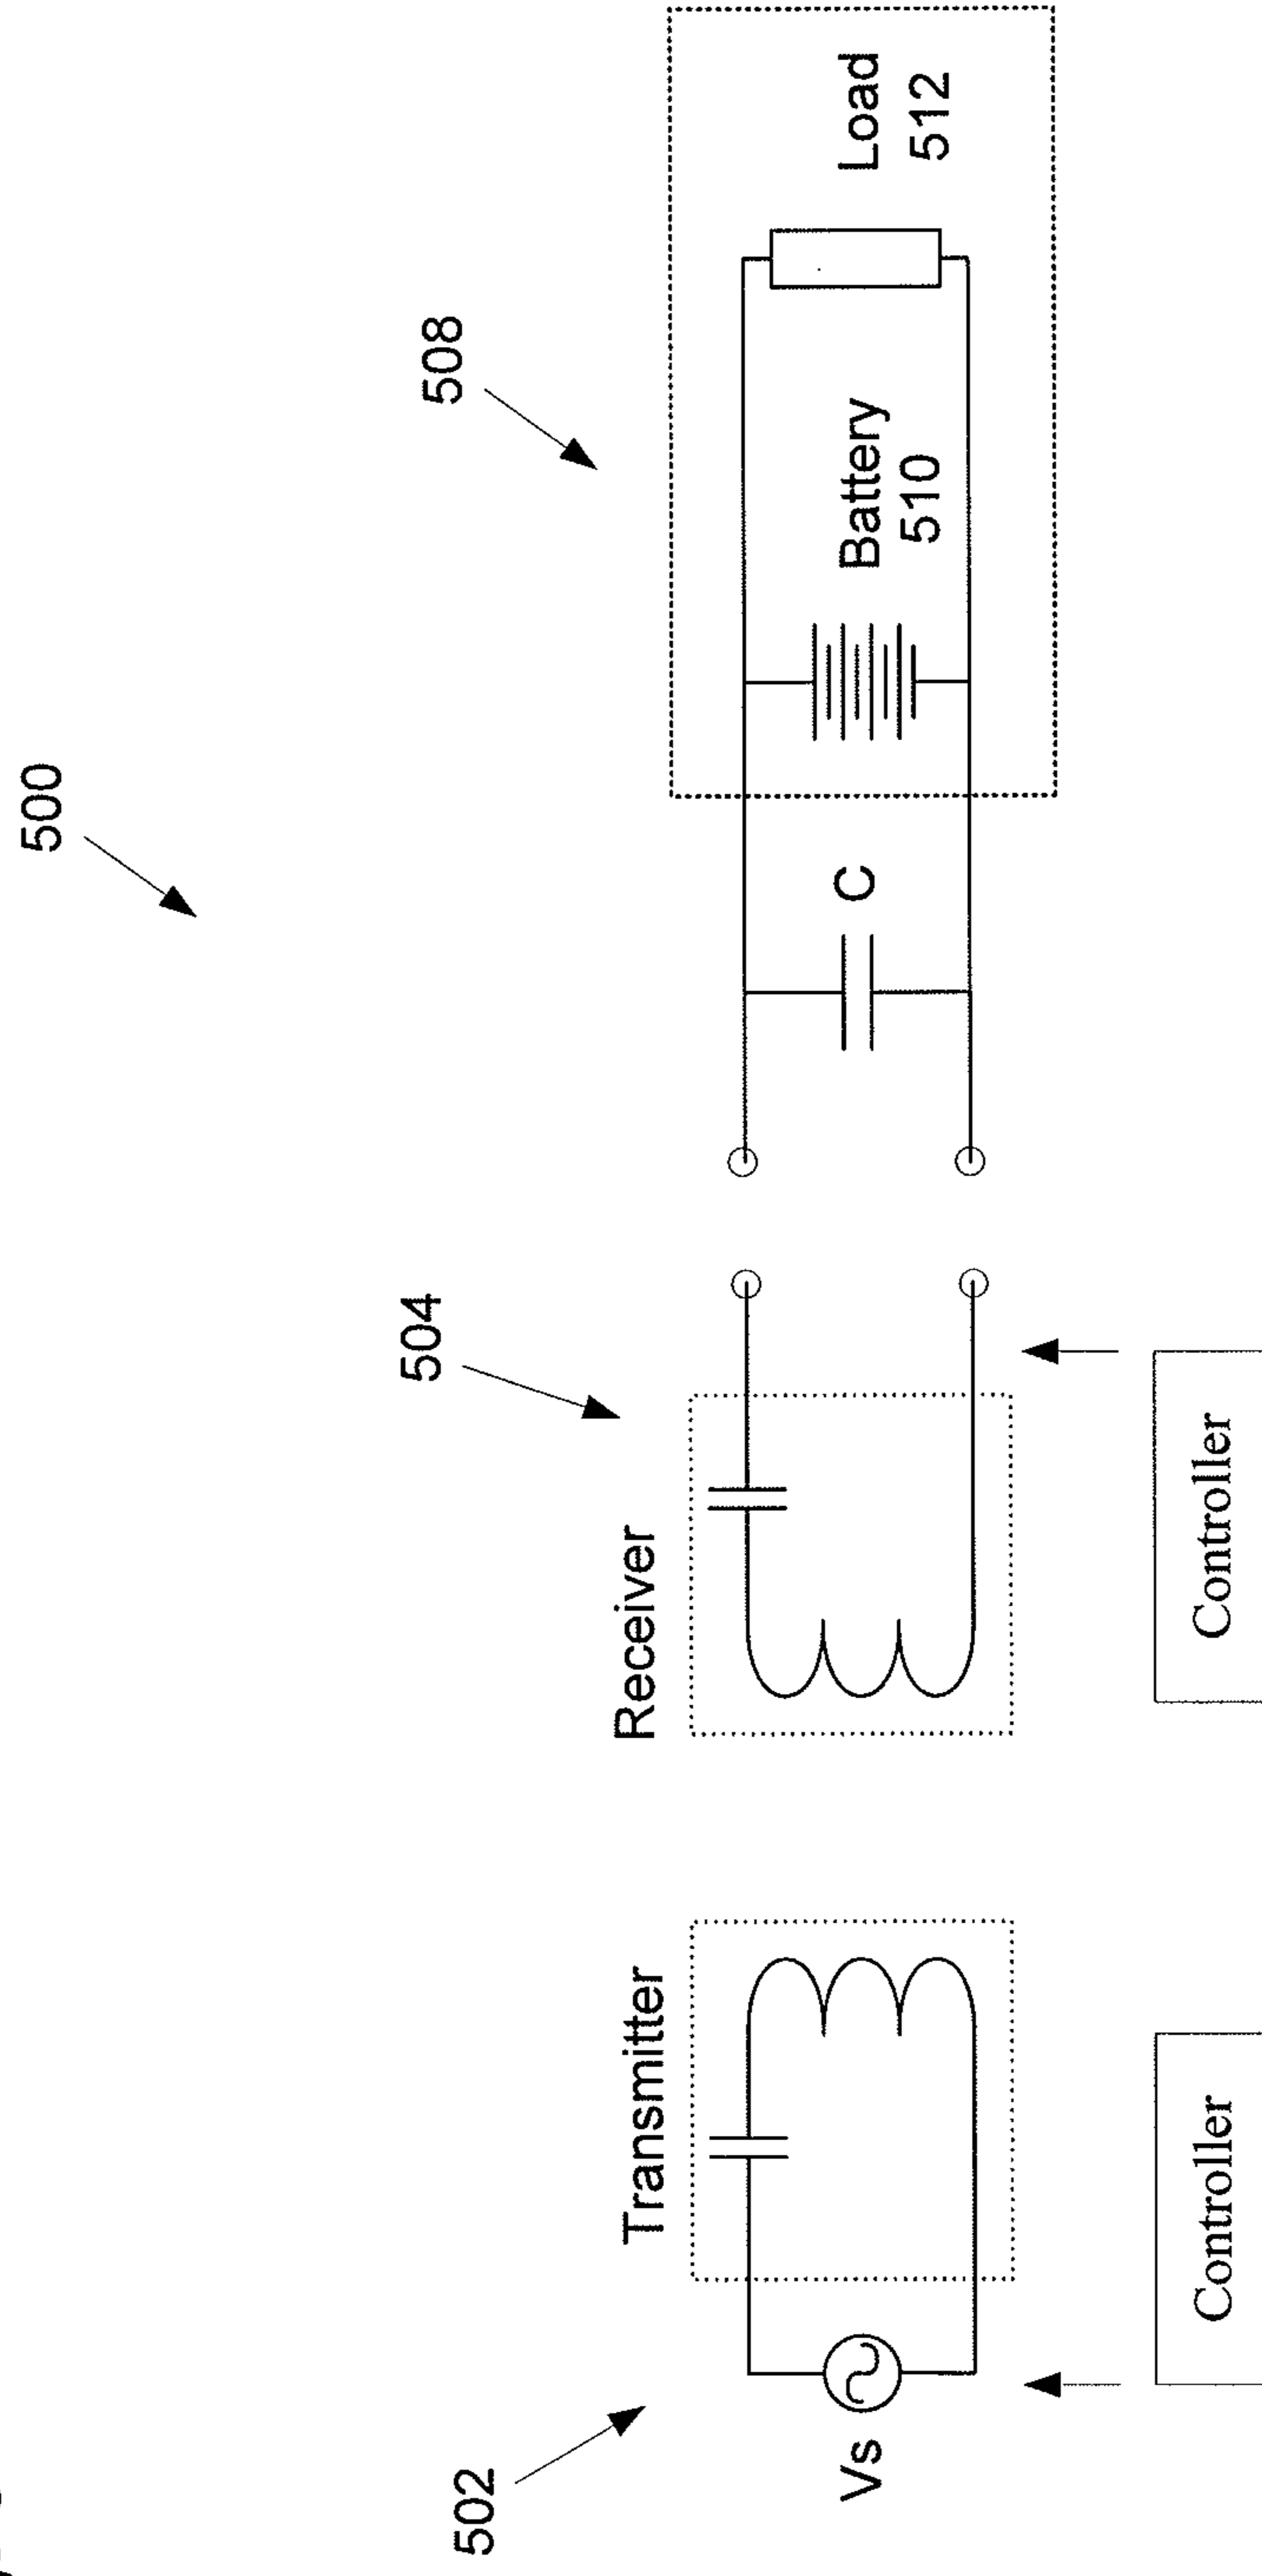 500
502
504
508
Transmitter
Receiver
Vs
C
Battery
510
Load
512
Controller
Controller